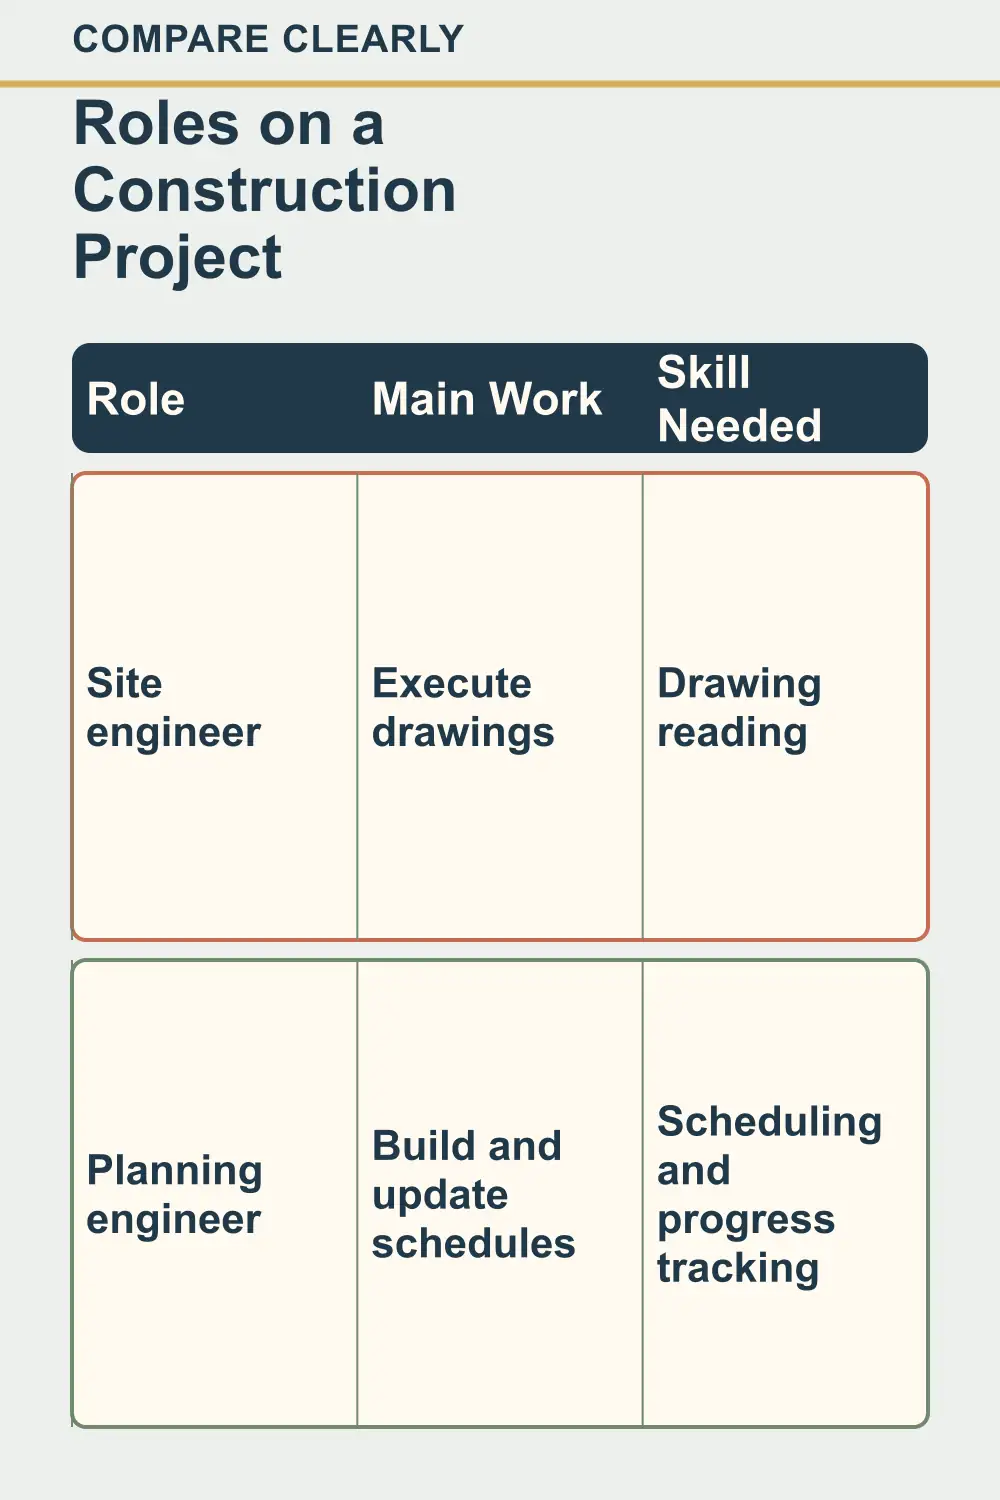 COMPARE CLEARLY
Roles on a
Construction
Project
Role
Main Work
Skill
Needed
Site
engineer
Execute
drawings
Drawing
reading
Planning
engineer
Build and
update
schedules
Scheduling
and
progress
tracking